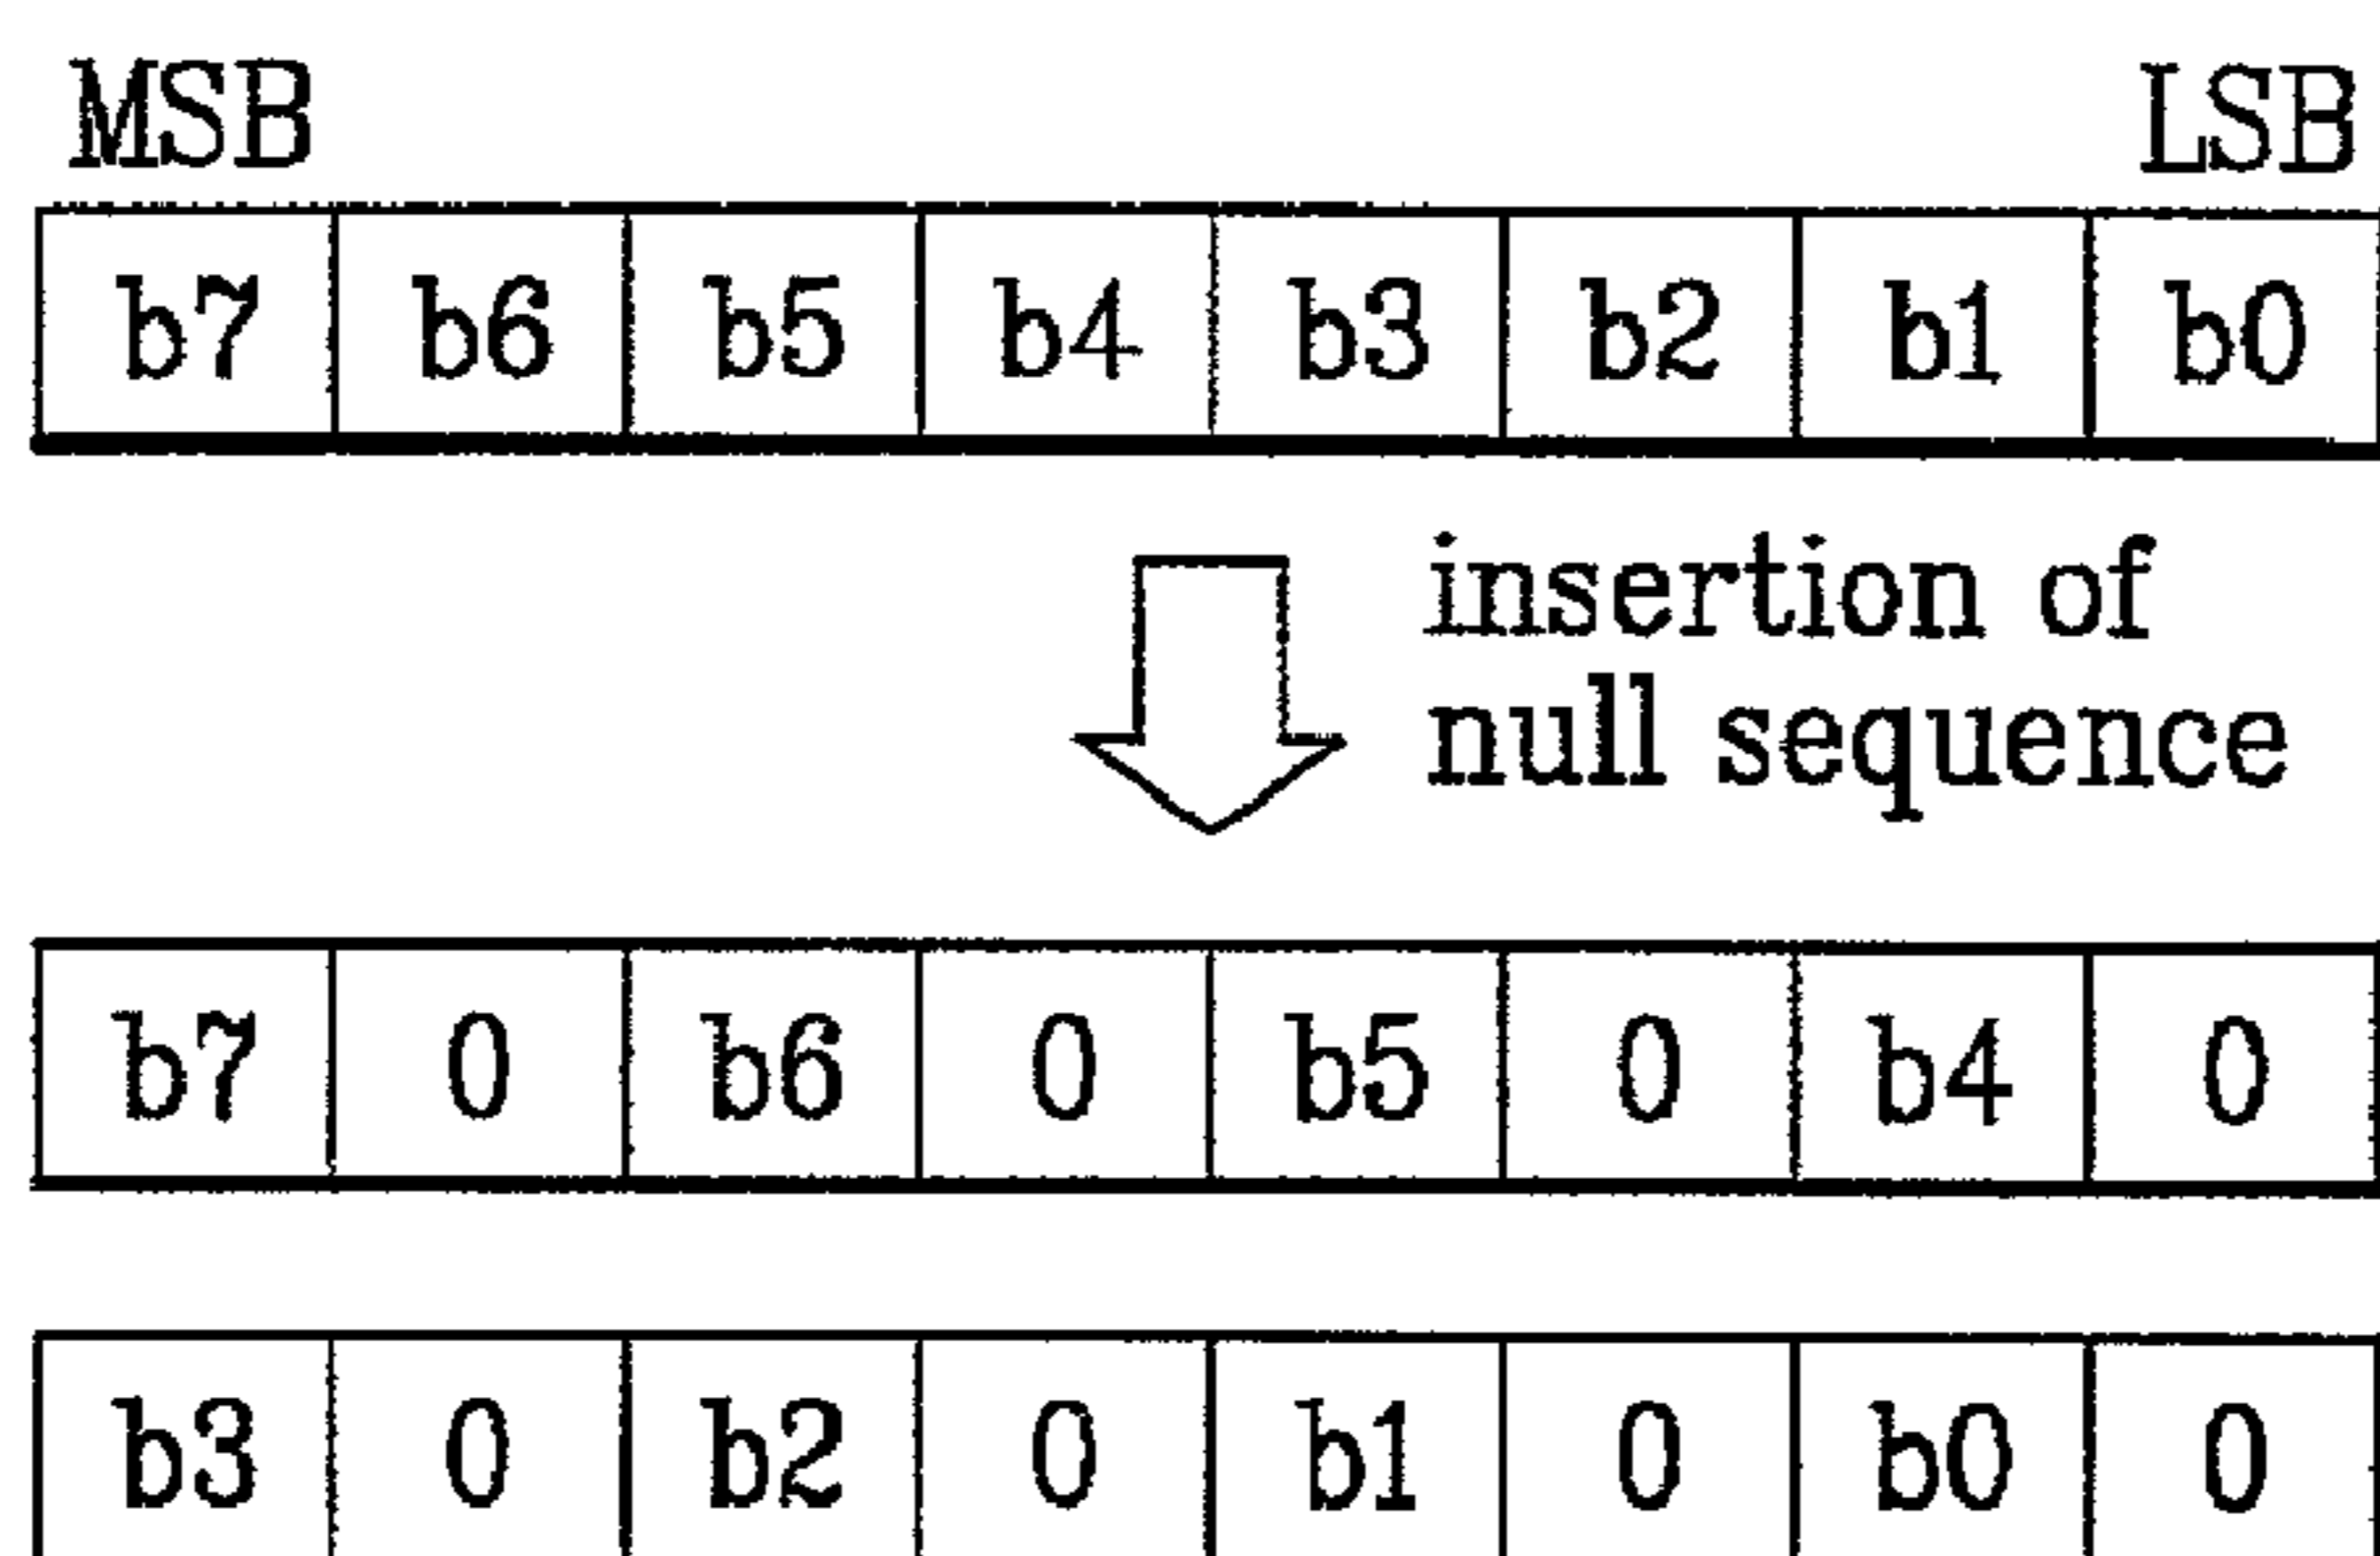 MSB LSB
b7 b6 b5 b4 b3 b2 b1 b0
insertion of
null sequence
b7 0 b6 0 b5 0 b4 0
b3 0 b2 0 b1 0 b0 0